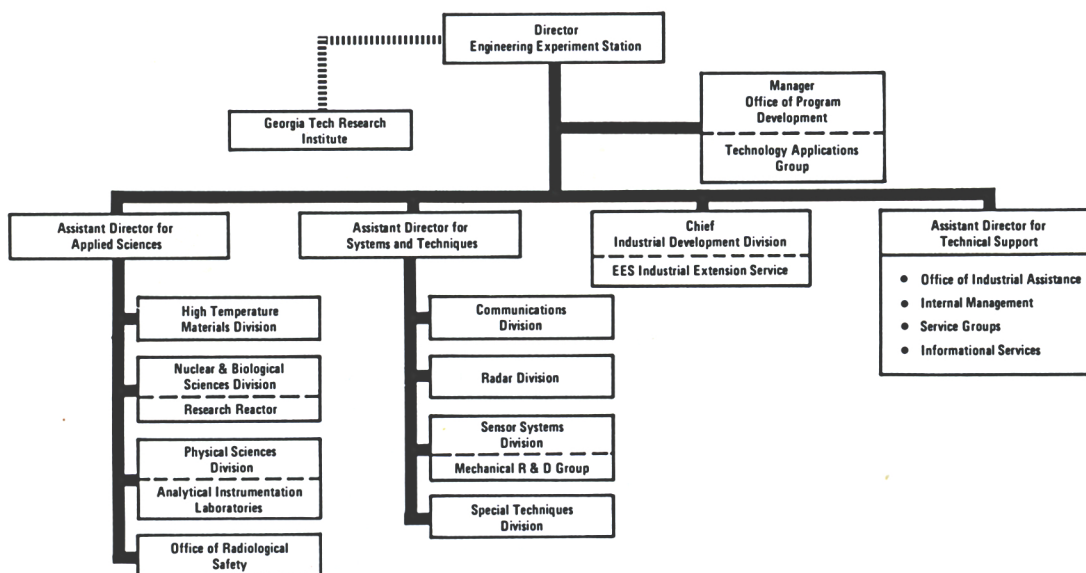 Director
Engineering Experiment Station
Georgia Tech Research
Institute
Manager
Office of Program
Development
Technology Applications
Group
Assistant Director for
Applied Sciences
High Temperature
Materials Division
Nuclear & Biological
Sciences Division
Research Reactor
Physical Sciences
Division
Analytical Instrumentation
Laboratories
Office of Radiological
Safety
Assistant Director for
Systems and Techniques
Communications
Division
Radar Division
Sensor Systems
Division
Mechanical R & D Group
Special Techniques
Division
Chief
Industrial Development Division
EES Industrial Extension Service
Assistant Director for
Technical Support
• Office of Industrial Assistance
• Internal Management
• Service Groups
• Informational Services